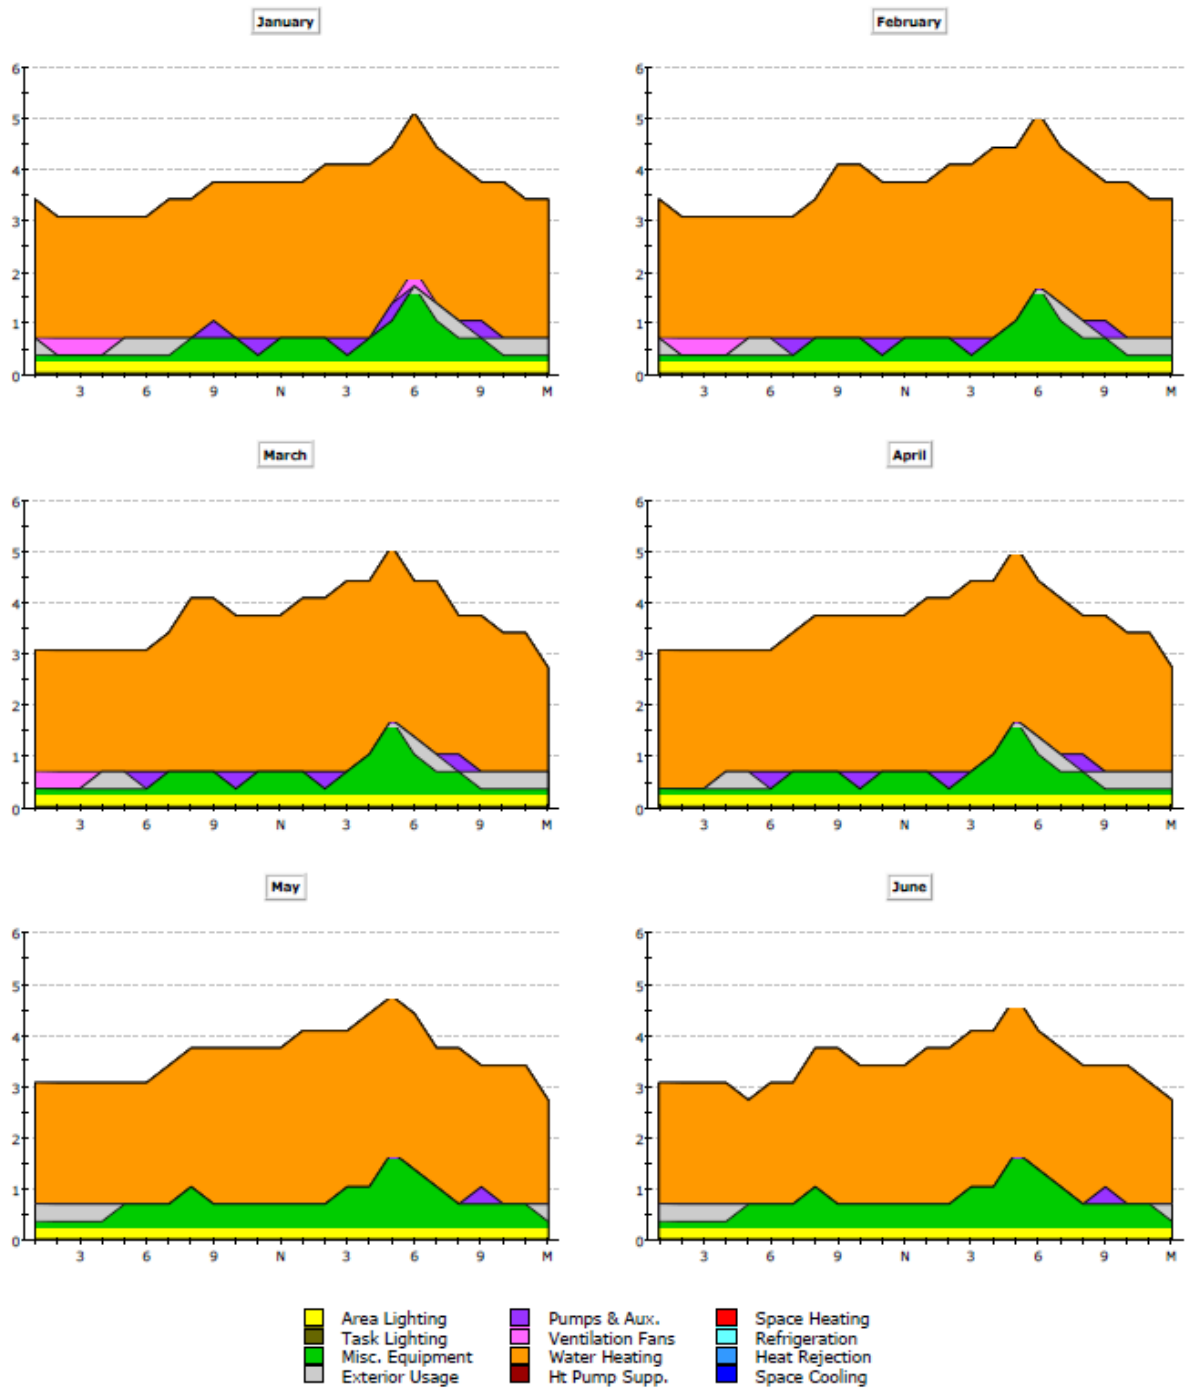 January
February
6
5
4
3
2
1
0
3 6 9 N 3 6 9 M
6
5
4
3
2
1
0
3 6 9 N 3 6 9 M
March
April
6
5
4
3
2
1
0
3 6 9 N 3 6 9 M
6
5
4
3
2
1
0
3 6 9 N 3 6 9 M
May
June
6
5
4
3
2
1
0
3 6 9 N 3 6 9 M
6
5
4
3
2
1
0
3 6 9 N 3 6 9 M
Area Lighting
Task Lighting
Misc. Equipment
Exterior Usage
Pumps & Aux.
Ventilation Fans
Water Heating
Ht Pump Supp.
Space Heating
Refrigeration
Heat Rejection
Space Cooling